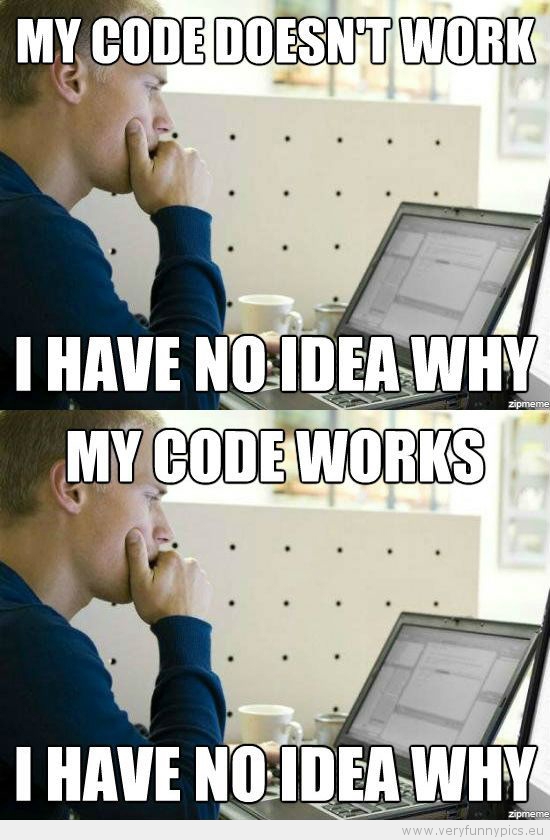 MY CODE DOESN'T WORK
I HAVE NO IDEA WHY
zipmeme
MY CODE WORKS
I HAVE NO IDEA WHY
zipmeme
www.veryfunnypics.eu